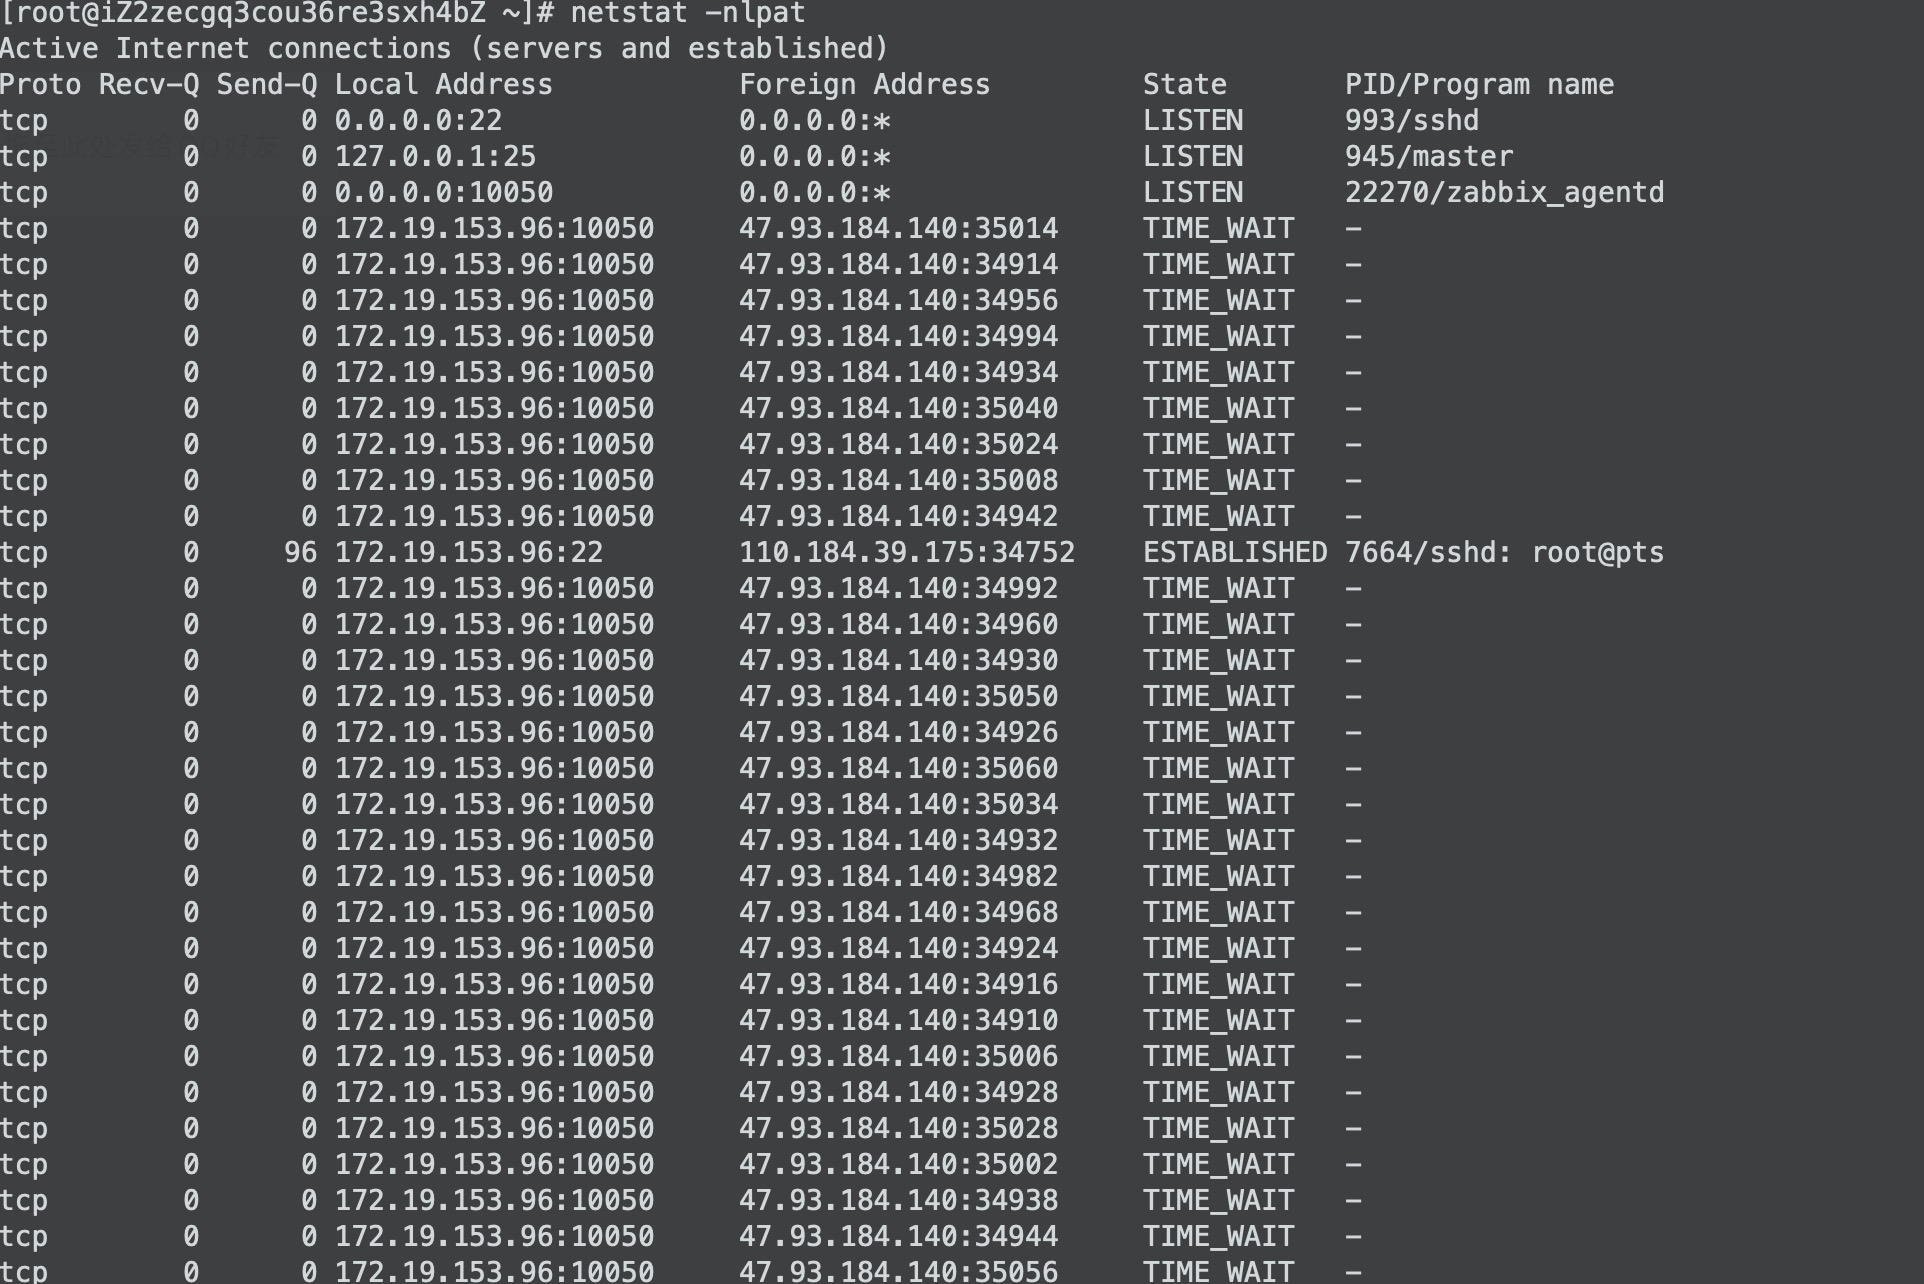 [root@iZ2zecgq3cou36re3sxh4bZ ~]# netstat -nlpat
Active Internet connections (servers and established)
Proto Recv-Q Send-Q Local Address           Foreign Address         State       PID/Program name
tcp        0      0 0.0.0.0:22              0.0.0.0:*               LISTEN      993/sshd
tcp        0      0 127.0.0.1:25            0.0.0.0:*               LISTEN      945/master
tcp        0      0 0.0.0.0:10050           0.0.0.0:*               LISTEN      22270/zabbix_agentd
tcp        0      0 172.19.153.96:10050     47.93.184.140:35014     TIME_WAIT   -
tcp        0      0 172.19.153.96:10050     47.93.184.140:34914     TIME_WAIT   -
tcp        0      0 172.19.153.96:10050     47.93.184.140:34956     TIME_WAIT   -
tcp        0      0 172.19.153.96:10050     47.93.184.140:34994     TIME_WAIT   -
tcp        0      0 172.19.153.96:10050     47.93.184.140:34934     TIME_WAIT   -
tcp        0      0 172.19.153.96:10050     47.93.184.140:35040     TIME_WAIT   -
tcp        0      0 172.19.153.96:10050     47.93.184.140:35024     TIME_WAIT   -
tcp        0      0 172.19.153.96:10050     47.93.184.140:35008     TIME_WAIT   -
tcp        0      0 172.19.153.96:10050     47.93.184.140:34942     TIME_WAIT   -
tcp        0     96 172.19.153.96:22        110.184.39.175:34752    ESTABLISHED 7664/sshd: root@pts
tcp        0      0 172.19.153.96:10050     47.93.184.140:34992     TIME_WAIT   -
tcp        0      0 172.19.153.96:10050     47.93.184.140:34960     TIME_WAIT   -
tcp        0      0 172.19.153.96:10050     47.93.184.140:34930     TIME_WAIT   -
tcp        0      0 172.19.153.96:10050     47.93.184.140:35050     TIME_WAIT   -
tcp        0      0 172.19.153.96:10050     47.93.184.140:34926     TIME_WAIT   -
tcp        0      0 172.19.153.96:10050     47.93.184.140:35060     TIME_WAIT   -
tcp        0      0 172.19.153.96:10050     47.93.184.140:35034     TIME_WAIT   -
tcp        0      0 172.19.153.96:10050     47.93.184.140:34932     TIME_WAIT   -
tcp        0      0 172.19.153.96:10050     47.93.184.140:34982     TIME_WAIT   -
tcp        0      0 172.19.153.96:10050     47.93.184.140:34968     TIME_WAIT   -
tcp        0      0 172.19.153.96:10050     47.93.184.140:34924     TIME_WAIT   -
tcp        0      0 172.19.153.96:10050     47.93.184.140:34916     TIME_WAIT   -
tcp        0      0 172.19.153.96:10050     47.93.184.140:34910     TIME_WAIT   -
tcp        0      0 172.19.153.96:10050     47.93.184.140:35006     TIME_WAIT   -
tcp        0      0 172.19.153.96:10050     47.93.184.140:34928     TIME_WAIT   -
tcp        0      0 172.19.153.96:10050     47.93.184.140:35028     TIME_WAIT   -
tcp        0      0 172.19.153.96:10050     47.93.184.140:35002     TIME_WAIT   -
tcp        0      0 172.19.153.96:10050     47.93.184.140:34938     TIME_WAIT   -
tcp        0      0 172.19.153.96:10050     47.93.184.140:34944     TIME_WAIT   -
tcp        0      0 172.19.153.96:10050     47.93.184.140:35056     TIME_WAIT   -